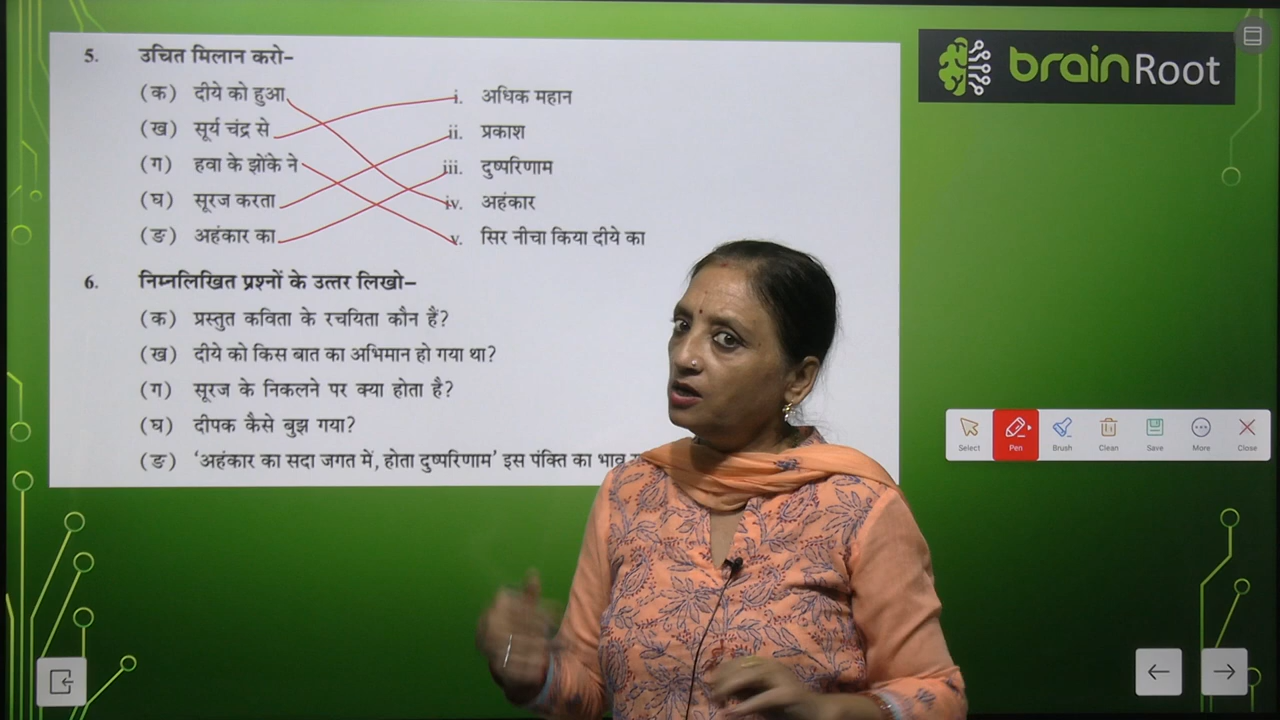 5. उचित मिलान करो–
(क) दीये को हुआ i. अधिक महान
(ख) सूर्य चंद्र से ii. प्रकाश
(ग) हवा के झोंके ने iii. दुष्परिणाम
(घ) सूरज करता iv. अहंकार
(ङ) अहंकार का v. सिर नीचा किया दीये का
6. निम्नलिखित प्रश्नों के उत्तर लिखो–
(क) प्रस्तुत कविता के रचयिता कौन हैं?
(ख) दीये को किस बात का अभिमान हो गया था?
(ग) सूरज के निकलने पर क्या होता है?
(घ) दीपक कैसे बुझ गया?
(ङ) ‘अहंकार का सदा जगत में, होता दुष्परिणाम’ इस पंक्ति का भाव
brainRoot
Select Pen Brush Clean Save More Close